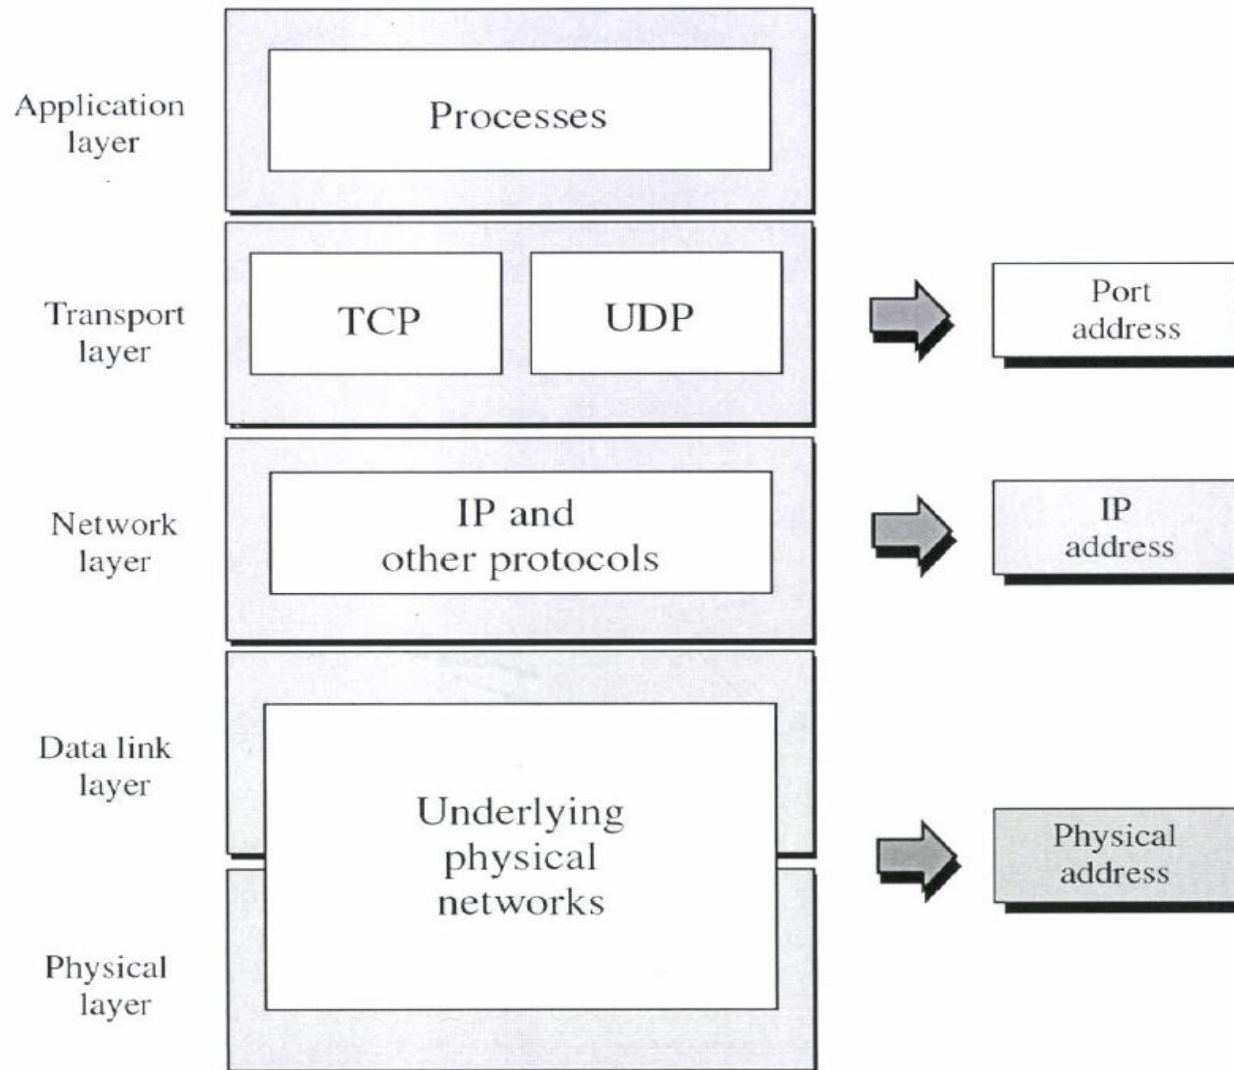 Application
layer
Processes
Transport
layer
TCP
UDP
Port
address
Network
layer
IP and
other protocols
IP
address
Data link
layer
Underlying
physical
networks
Physical
address
Physical
layer